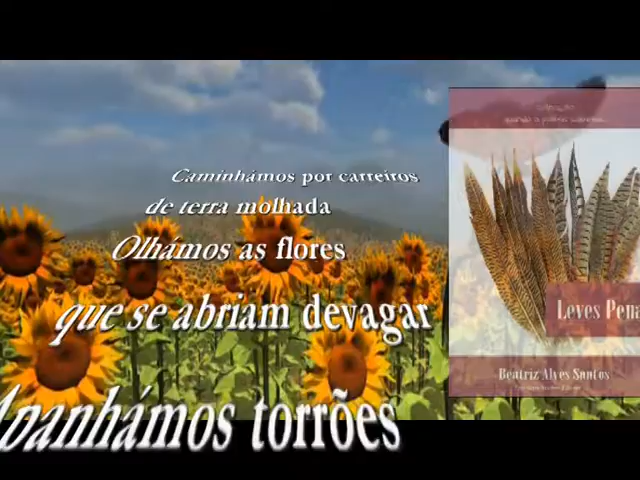 Caminhámos por carreiros
de terra molhada
Olhámos as flores
que se abriam devagar
Apanhámos torrões
Leves Pena
Beatriz Alves Santos